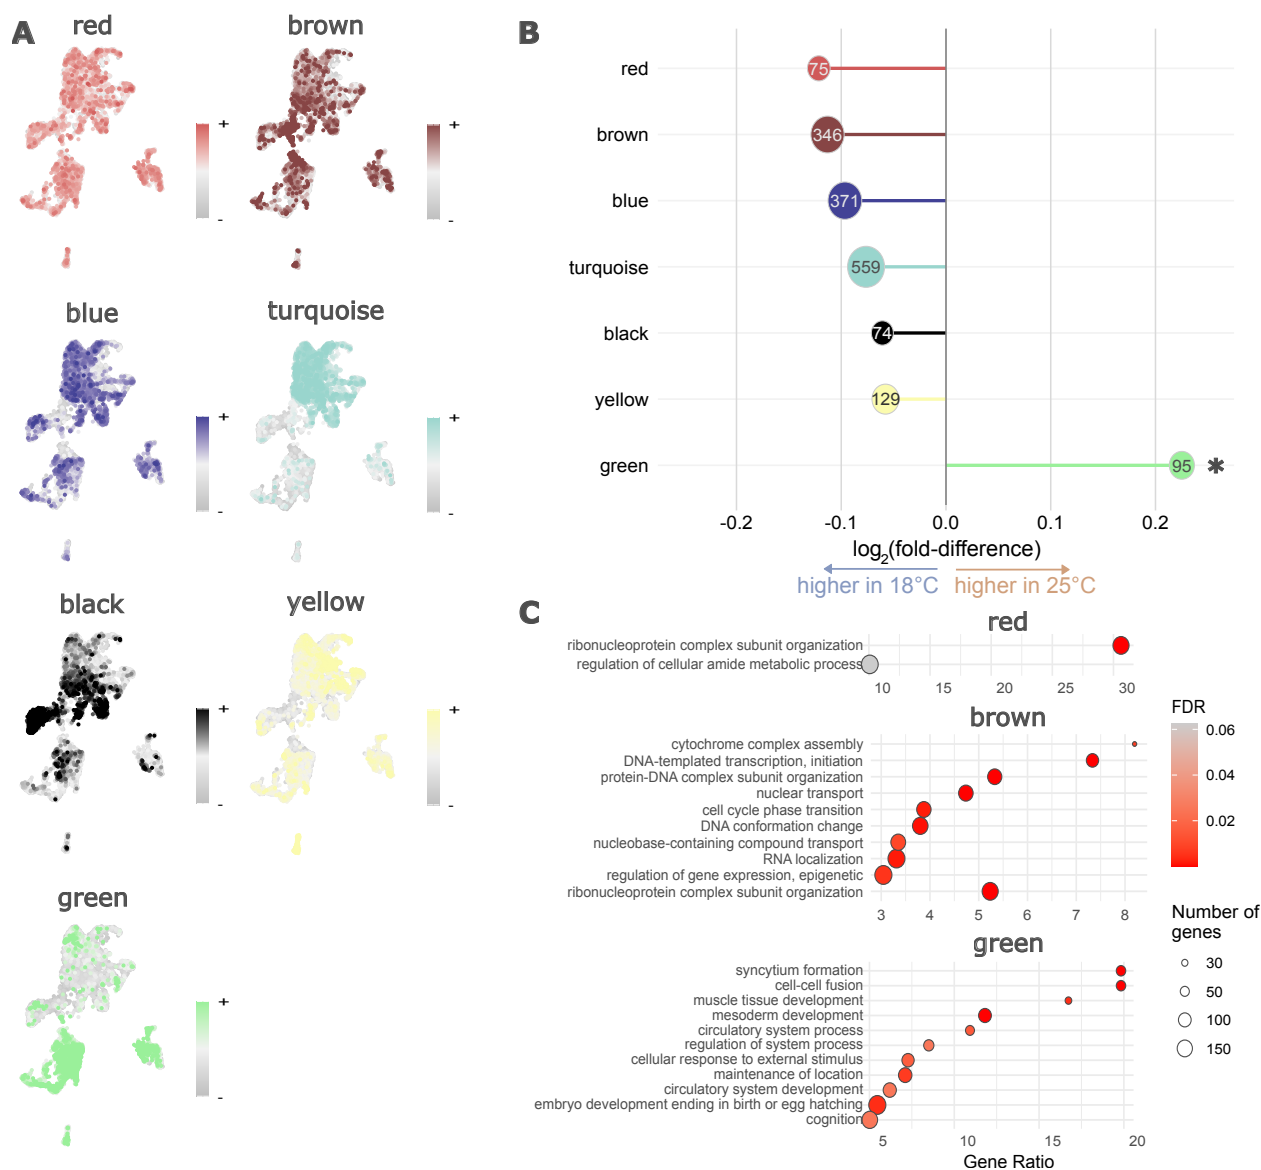 A
red
brown
+
-
+
-
blue
turquoise
+
-
+
-
black
yellow
+
-
+
-
green
+
-
B
red
75
brown
346
blue
371
turquoise
559
black
74
yellow
129
green
95
*
-0.2 -0.1 0.0 0.1 0.2
log2(fold-difference)
higher in 18°C higher in 25°C
C
red
ribonucleoprotein complex subunit organization
regulation of cellular amide metabolic process
10 15 20 25 30
brown
cytochrome complex assembly
DNA-templated transcription, initiation
protein-DNA complex subunit organization
nuclear transport
cell cycle phase transition
DNA conformation change
nucleobase-containing compound transport
RNA localization
regulation of gene expression, epigenetic
ribonucleoprotein complex subunit organization
3 4 5 6 7 8
green
syncytium formation
cell-cell fusion
muscle tissue development
mesoderm development
circulatory system process
regulation of system process
cellular response to external stimulus
maintenance of location
circulatory system development
embryo development ending in birth or egg hatching
cognition
5 10 15 20
Gene Ratio
FDR
0.06
0.04
0.02
Number of
genes
30
50
100
150